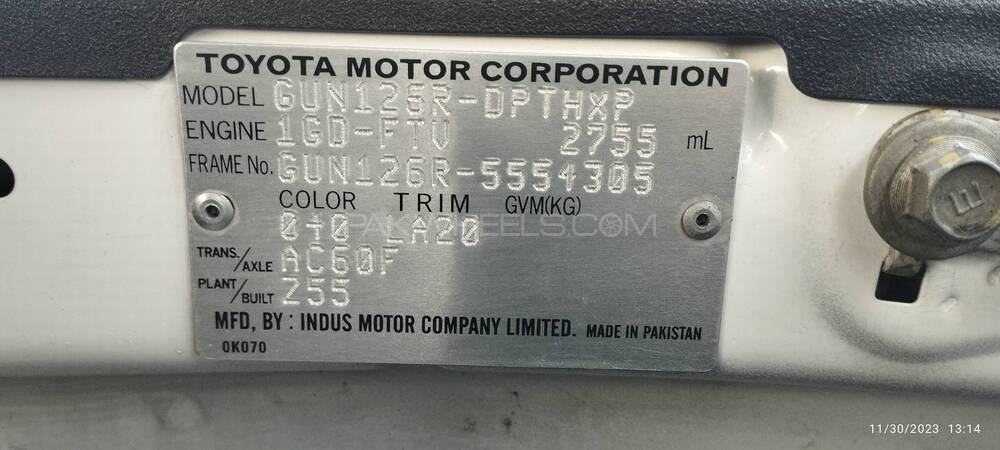 TOYOTA MOTOR CORPORATION
MODEL GUN126R-DPTHXP
ENGINE 1GD-FTV 2755 mL
FRAME No. GUN126R-5554305
COLOR TRIM GVM(KG)
040 LA20
PAKWHEELS.COM
TRANS./AXLE AC60F
PLANT/BUILT Z55
MFD, BY : INDUS MOTOR COMPANY LIMITED. MADE IN PAKISTAN
0K070
11/30/2023 13:14